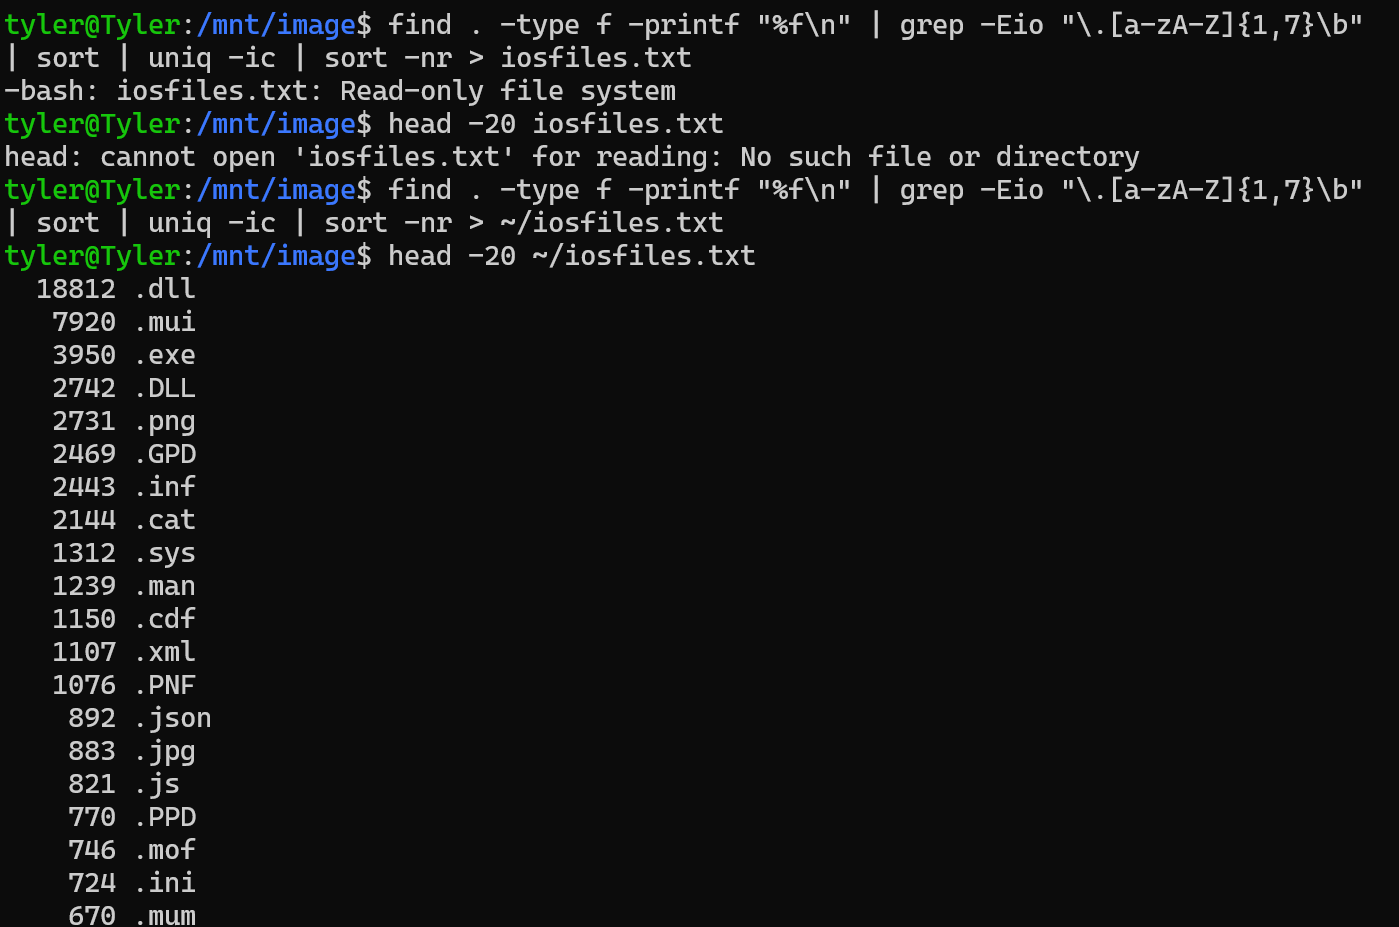 tyler@Tyler:/mnt/image$ find . -type f -printf "%f\n" | grep -Eio "\.[a-zA-Z]{1,7}\b"
| sort | uniq -ic | sort -nr > iosfiles.txt
-bash: iosfiles.txt: Read-only file system
tyler@Tyler:/mnt/image$ head -20 iosfiles.txt
head: cannot open 'iosfiles.txt' for reading: No such file or directory
tyler@Tyler:/mnt/image$ find . -type f -printf "%f\n" | grep -Eio "\.[a-zA-Z]{1,7}\b"
| sort | uniq -ic | sort -nr > ~/iosfiles.txt
tyler@Tyler:/mnt/image$ head -20 ~/iosfiles.txt
18812 .dll
7920 .mui
3950 .exe
2742 .DLL
2731 .png
2469 .GPD
2443 .inf
2144 .cat
1312 .sys
1239 .man
1150 .cdf
1107 .xml
1076 .PNF
892 .json
883 .jpg
821 .js
770 .PPD
746 .mof
724 .ini
670 .mum